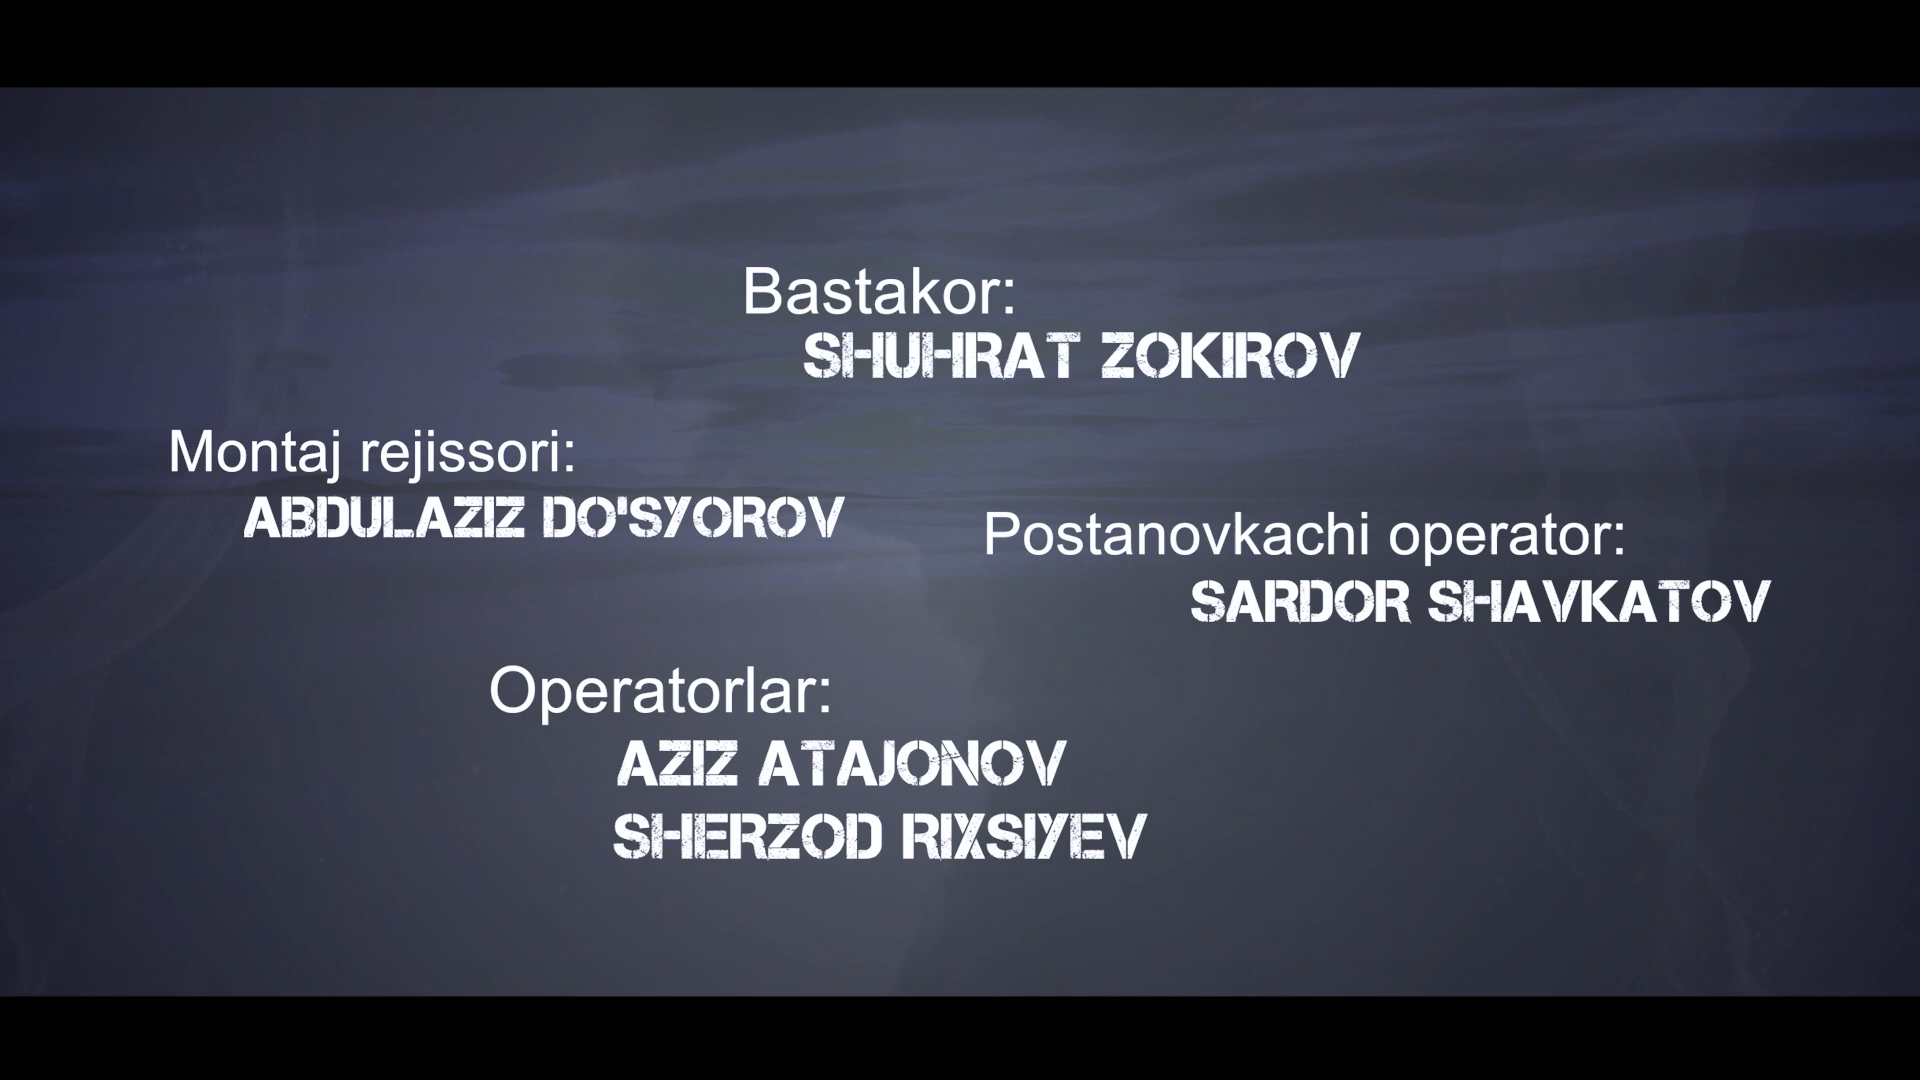 Bastakor:
SHUHRAT ZOKIROV
Montaj rejissori:
ABDULAZIZ DO'SYOROV
Postanovkachi operator:
SARDOR SHAVKATOV
Operatorlar:
AZIZ ATAJONOV
SHERZOD RIXSIYEV